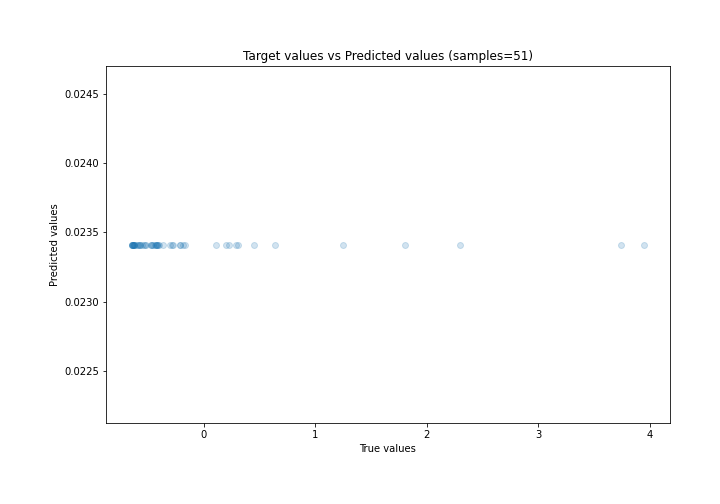 Target values vs Predicted values (samples=51)
0.0245
0.0240
0.0235
0.0230
0.0225
Predicted values
0 1 2 3 4
True values